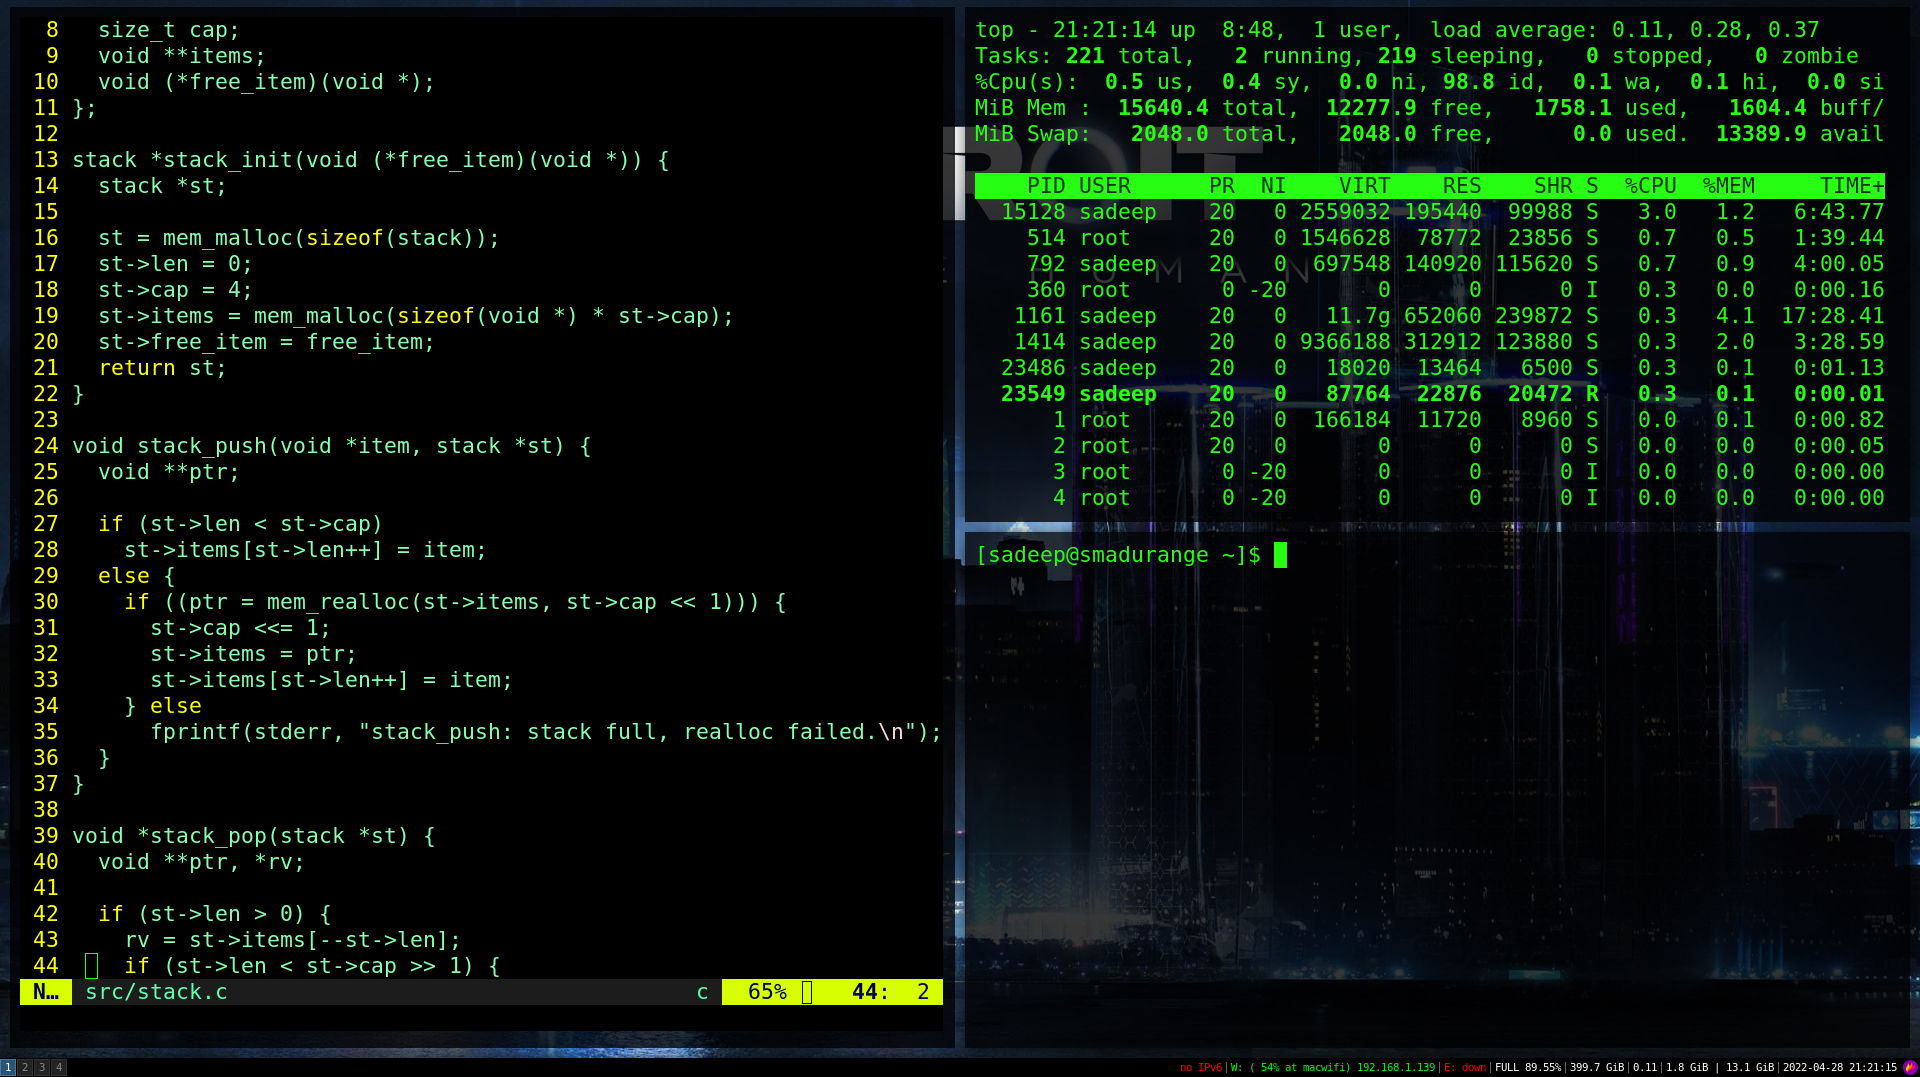 8   size_t cap;
9   void **items;
10   void (*free_item)(void *);
11 };
12
13 stack *stack_init(void (*free_item)(void *)) {
14   stack *st;
15
16   st = mem_malloc(sizeof(stack));
17   st->len = 0;
18   st->cap = 4;
19   st->items = mem_malloc(sizeof(void *) * st->cap);
20   st->free_item = free_item;
21   return st;
22 }
23
24 void stack_push(void *item, stack *st) {
25   void **ptr;
26
27   if (st->len < st->cap)
28     st->items[st->len++] = item;
29   else {
30     if ((ptr = mem_realloc(st->items, st->cap << 1))) {
31       st->cap <<= 1;
32       st->items = ptr;
33       st->items[st->len++] = item;
34     } else
35       fprintf(stderr, "stack_push: stack full, realloc failed.\n");
36   }
37 }
38
39 void *stack_pop(stack *st) {
40   void **ptr, *rv;
41
42   if (st->len > 0) {
43     rv = st->items[--st->len];
44     if (st->len < st->cap >> 1) {
N… src/stack.c c 65% 44: 2
top - 21:21:14 up  8:48,  1 user,  load average: 0.11, 0.28, 0.37
Tasks: 221 total,   2 running, 219 sleeping,   0 stopped,   0 zombie
%Cpu(s):  0.5 us,  0.4 sy,  0.0 ni, 98.8 id,  0.1 wa,  0.1 hi,  0.0 si
MiB Mem :  15640.4 total,  12277.9 free,   1758.1 used,   1604.4 buff/
MiB Swap:   2048.0 total,   2048.0 free,      0.0 used.  13389.9 avail
PID USER PR NI VIRT RES SHR S %CPU %MEM TIME+
15128 sadeep 20 0 2559032 195440 99988 S 3.0 1.2 6:43.77
514 root 20 0 1546628 78772 23856 S 0.7 0.5 1:39.44
792 sadeep 20 0 697548 140920 115620 S 0.7 0.9 4:00.05
360 root 0 -20 0 0 0 I 0.3 0.0 0:00.16
1161 sadeep 20 0 11.7g 652060 239872 S 0.3 4.1 17:28.41
1414 sadeep 20 0 9366188 312912 123880 S 0.3 2.0 3:28.59
23486 sadeep 20 0 18020 13464 6500 S 0.3 0.1 0:01.13
23549 sadeep 20 0 87764 22876 20472 R 0.3 0.1 0:00.01
1 root 20 0 166184 11720 8960 S 0.0 0.1 0:00.82
2 root 20 0 0 0 0 S 0.0 0.0 0:00.05
3 root 0 -20 0 0 0 I 0.0 0.0 0:00.00
4 root 0 -20 0 0 0 I 0.0 0.0 0:00.00
[sadeep@smadurange ~]$
1 2 3 4
no IPv6|W: ( 54% at macwifi) 192.168.1.139|E: down|FULL 89.55%|399.7 GiB|0.11|1.8 GiB | 13.1 GiB|2022-04-28 21:21:15